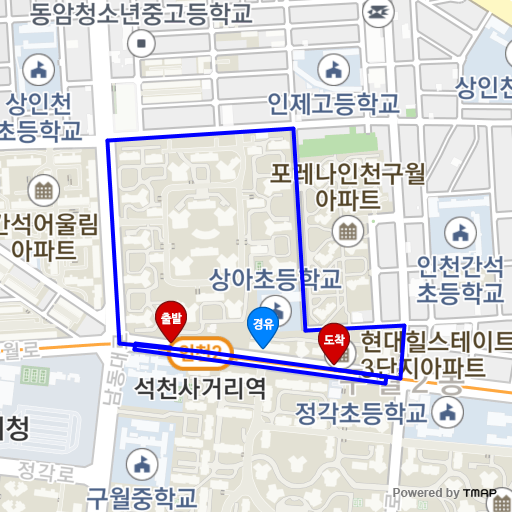 동암청소년중고등학교
상인천
초등학교
인제고등학교
상인천
포레나인천구월
아파트
간석어울림
아파트
인천간석
초등학교
상아초등학교
출발
경유
도착
인천2
월로
남동대
현대힐스테이트
3단지아파트
석천사거리역
정각초등학교
시청
정각로
구월중학교
Powered by TMAP